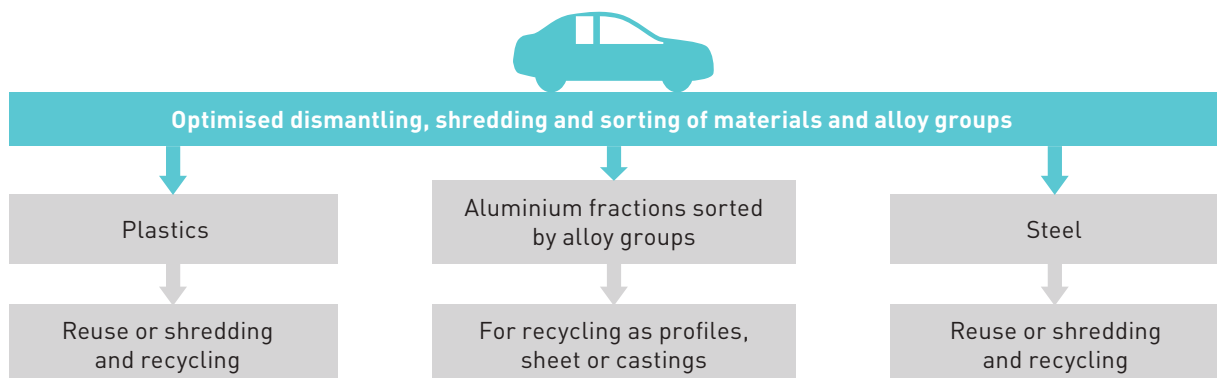 Optimised dismantling, shredding and sorting of materials and alloy groups
Plastics
Aluminium fractions sorted
by alloy groups
Steel
Reuse or shredding
and recycling
For recycling as profiles,
sheet or castings
Reuse or shredding
and recycling